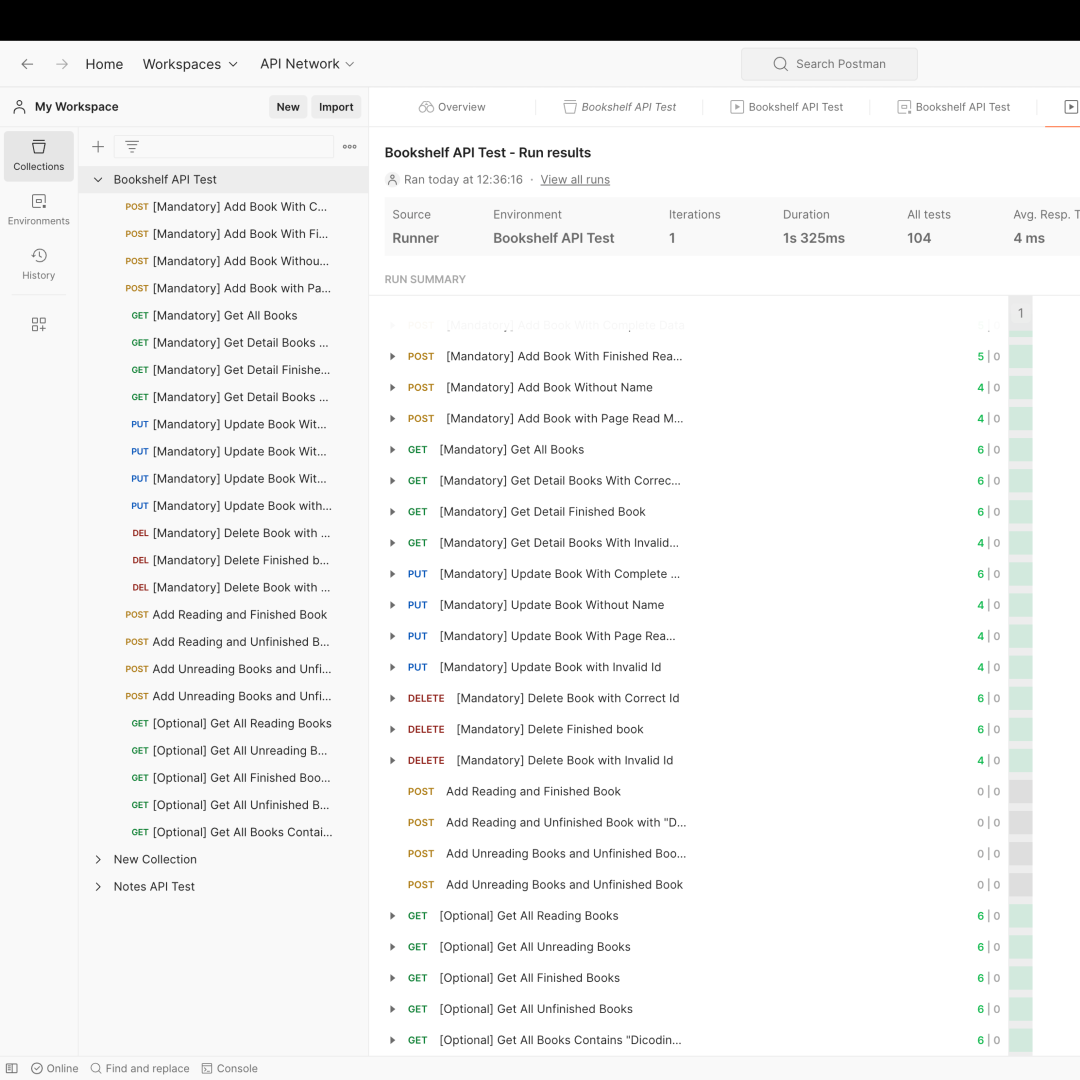 Home Workspaces API Network Search Postman
My Workspace New Import Overview Bookshelf API Test Bookshelf API Test Bookshelf API Test
Collections
Environments
History
Bookshelf API Test
POST [Mandatory] Add Book With C...
POST [Mandatory] Add Book With Fi...
POST [Mandatory] Add Book Withou...
POST [Mandatory] Add Book with Pa...
GET [Mandatory] Get All Books
GET [Mandatory] Get Detail Books ...
GET [Mandatory] Get Detail Finishe...
GET [Mandatory] Get Detail Books ...
PUT [Mandatory] Update Book Wit...
PUT [Mandatory] Update Book Wit...
PUT [Mandatory] Update Book Wit...
PUT [Mandatory] Update Book with...
DEL [Mandatory] Delete Book with ...
DEL [Mandatory] Delete Finished b...
DEL [Mandatory] Delete Book with ...
POST Add Reading and Finished Book
POST Add Reading and Unfinished B...
POST Add Unreading Books and Unfi...
POST Add Unreading Books and Unfi...
GET [Optional] Get All Reading Books
GET [Optional] Get All Unreading B...
GET [Optional] Get All Finished Boo...
GET [Optional] Get All Unfinished B...
GET [Optional] Get All Books Contai...
New Collection
Notes API Test
Bookshelf API Test - Run results
Ran today at 12:36:16 · View all runs
Source Environment Iterations Duration All tests Avg. Resp. T
Runner Bookshelf API Test 1 1s 325ms 104 4 ms
RUN SUMMARY
1
POST [Mandatory] Add Book With Complete Data
POST [Mandatory] Add Book With Finished Rea... 5 | 0
POST [Mandatory] Add Book Without Name 4 | 0
POST [Mandatory] Add Book with Page Read M... 4 | 0
GET [Mandatory] Get All Books 6 | 0
GET [Mandatory] Get Detail Books With Correc... 6 | 0
GET [Mandatory] Get Detail Finished Book 6 | 0
GET [Mandatory] Get Detail Books With Invalid... 4 | 0
PUT [Mandatory] Update Book With Complete ... 6 | 0
PUT [Mandatory] Update Book Without Name 4 | 0
PUT [Mandatory] Update Book With Page Rea... 4 | 0
PUT [Mandatory] Update Book with Invalid Id 4 | 0
DELETE [Mandatory] Delete Book with Correct Id 6 | 0
DELETE [Mandatory] Delete Finished book 6 | 0
DELETE [Mandatory] Delete Book with Invalid Id 4 | 0
POST Add Reading and Finished Book 0 | 0
POST Add Reading and Unfinished Book with "D... 0 | 0
POST Add Unreading Books and Unfinished Boo... 0 | 0
POST Add Unreading Books and Unfinished Book 0 | 0
GET [Optional] Get All Reading Books 6 | 0
GET [Optional] Get All Unreading Books 6 | 0
GET [Optional] Get All Finished Books 6 | 0
GET [Optional] Get All Unfinished Books 6 | 0
GET [Optional] Get All Books Contains "Dicodin... 6 | 0
Online Find and replace Console